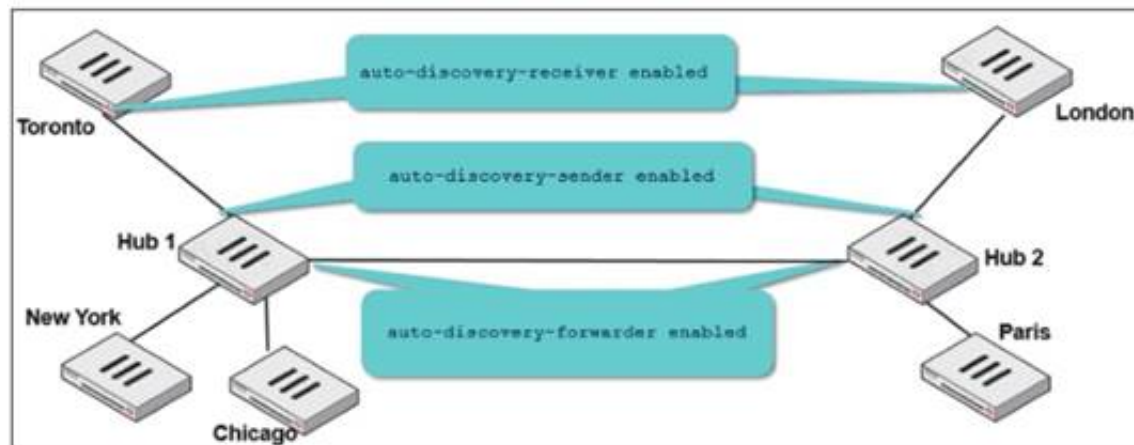 auto-discovery-receiver enabled
Toronto
London
auto-discovery-sender enabled
Hub 1
Hub 2
New York
auto-discovery-forwarder enabled
Paris
Chicago